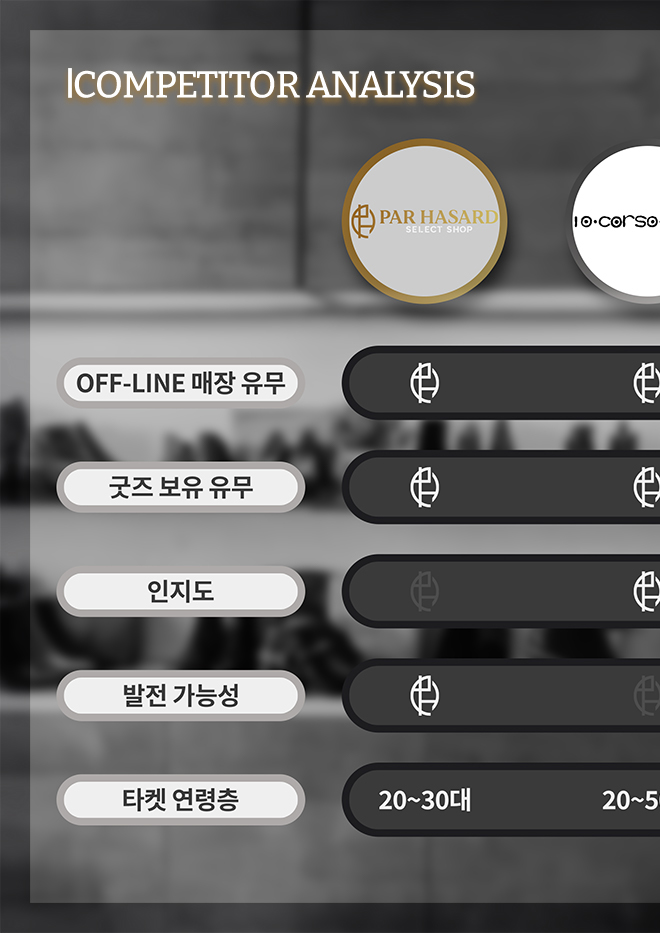 COMPETITOR ANALYSIS
PAR HASARD
SELECT SHOP
10·corso
OFF-LINE 매장 유무
굿즈 보유 유무
인지도
발전 가능성
타켓 연령층
20~30대
20~5